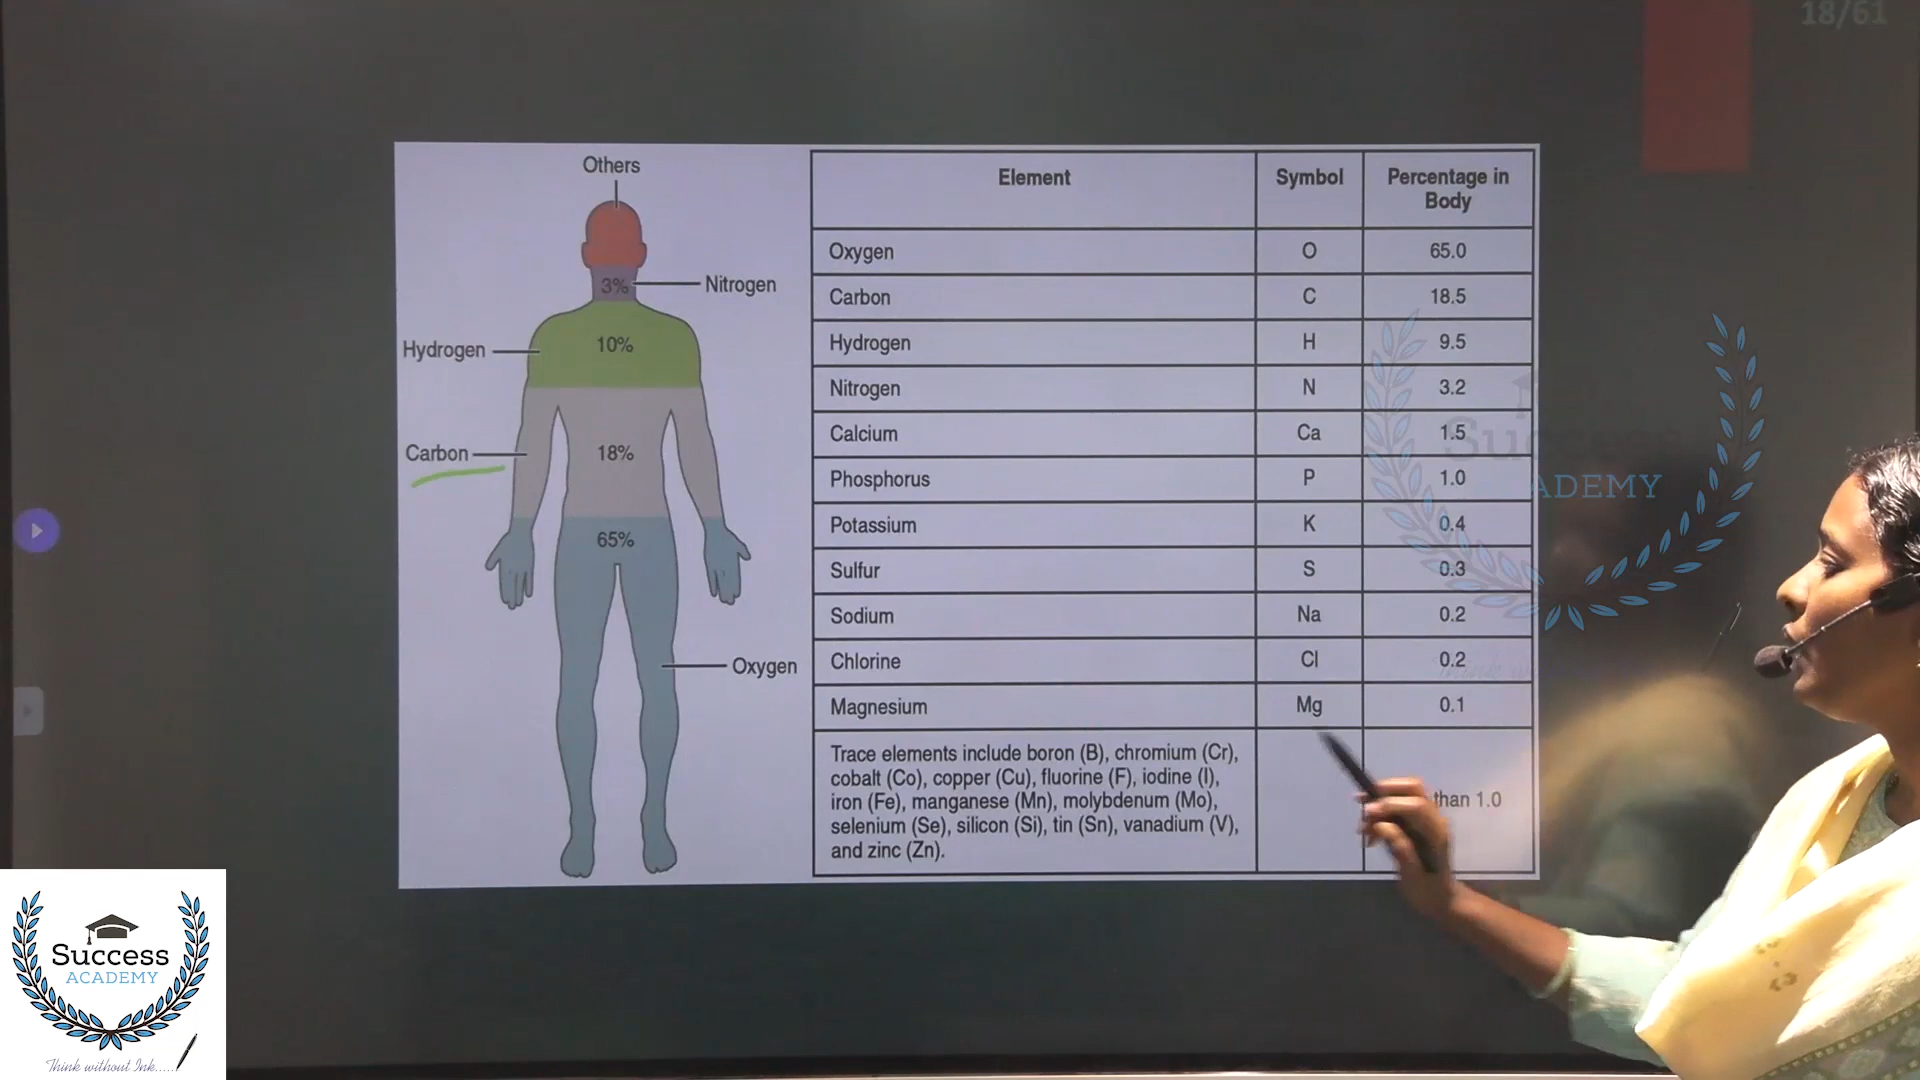 18/61
Others
3%
Nitrogen
Hydrogen
10%
Carbon
18%
65%
Oxygen
Element Symbol Percentage in Body
Oxygen O 65.0
Carbon C 18.5
Hydrogen H 9.5
Nitrogen N 3.2
Calcium Ca 1.5
Phosphorus P 1.0
Potassium K 0.4
Sulfur S 0.3
Sodium Na 0.2
Chlorine Cl 0.2
Magnesium Mg 0.1
Trace elements include boron (B), chromium (Cr),
cobalt (Co), copper (Cu), fluorine (F), iodine (I),
iron (Fe), manganese (Mn), molybdenum (Mo),
selenium (Se), silicon (Si), tin (Sn), vanadium (V),
and zinc (Zn).
than 1.0
Success
ADEMY
Success
ACADEMY
Think without Ink......